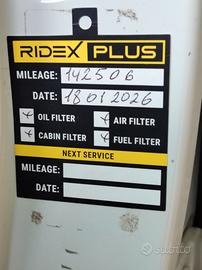 RIDEX PLUS
MILEAGE: 142506
DATE: 18 01 2026
OIL FILTER AIR FILTER
CABIN FILTER FUEL FILTER
NEXT SERVICE
MILEAGE:
DATE:
Subito